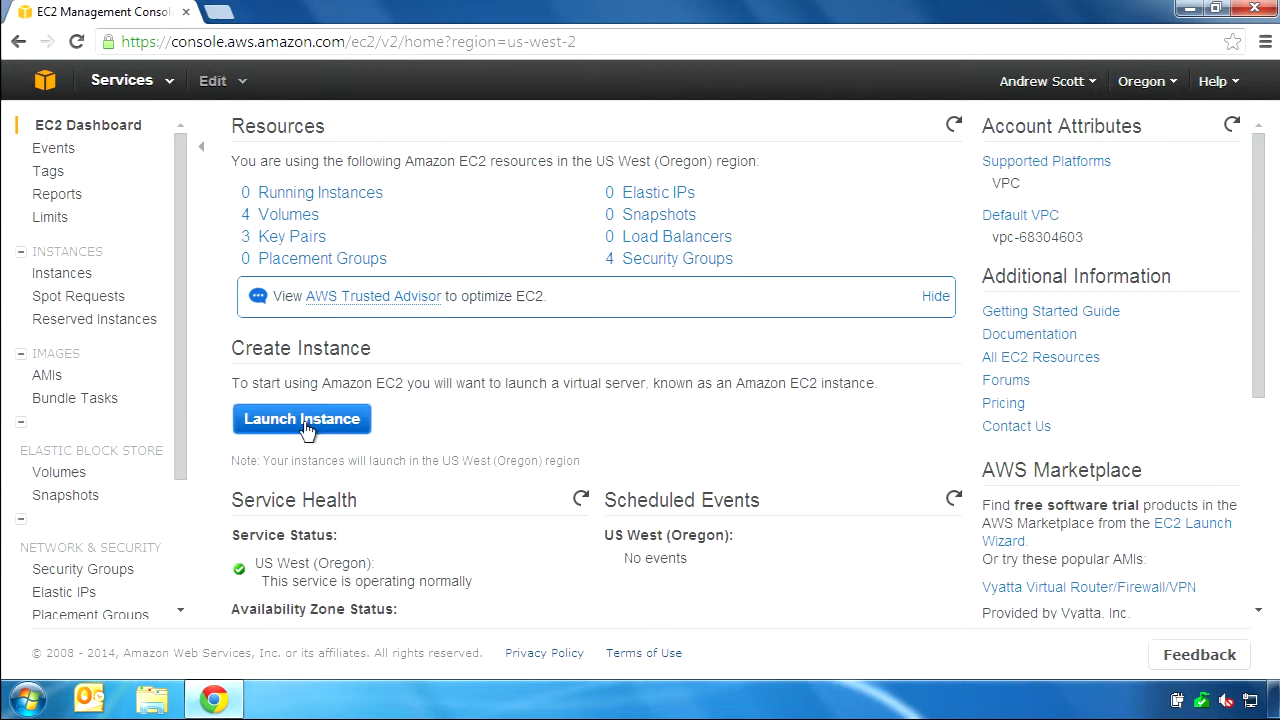 EC2 Management Consol
https://console.aws.amazon.com/ec2/v2/home?region=us-west-2
Services Edit Andrew Scott Oregon Help
EC2 Dashboard
Events
Tags
Reports
Limits
INSTANCES
Instances
Spot Requests
Reserved Instances
IMAGES
AMIs
Bundle Tasks
ELASTIC BLOCK STORE
Volumes
Snapshots
NETWORK & SECURITY
Security Groups
Elastic IPs
Placement Groups
Resources
You are using the following Amazon EC2 resources in the US West (Oregon) region:
0 Running Instances 0 Elastic IPs
4 Volumes 0 Snapshots
3 Key Pairs 0 Load Balancers
0 Placement Groups 4 Security Groups
View AWS Trusted Advisor to optimize EC2. Hide
Create Instance
To start using Amazon EC2 you will want to launch a virtual server, known as an Amazon EC2 instance.
Launch Instance
Note: Your instances will launch in the US West (Oregon) region
Service Health
Service Status:
US West (Oregon):
This service is operating normally
Availability Zone Status:
Scheduled Events
US West (Oregon):
No events
Account Attributes
Supported Platforms
VPC
Default VPC
vpc-68304603
Additional Information
Getting Started Guide
Documentation
All EC2 Resources
Forums
Pricing
Contact Us
AWS Marketplace
Find free software trial products in the
AWS Marketplace from the EC2 Launch
Wizard.
Or try these popular AMIs:
Vyatta Virtual Router/Firewall/VPN
Provided by Vyatta, Inc.
© 2008 - 2014, Amazon Web Services, Inc. or its affiliates. All rights reserved. Privacy Policy Terms of Use
Feedback